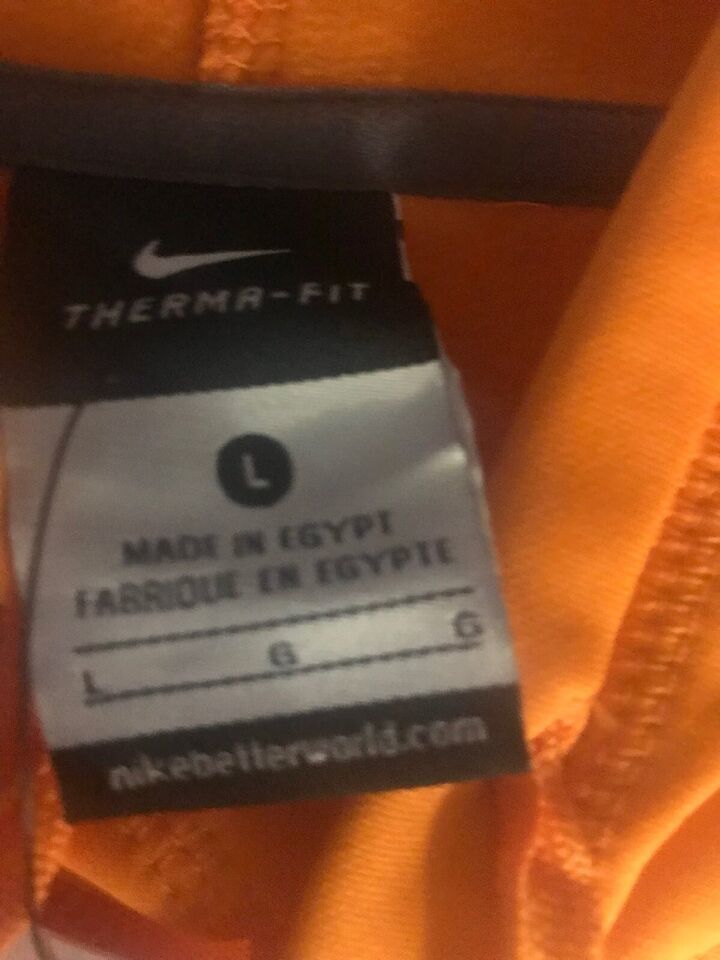 THERMA-FIT
L
MADE IN EGYPT
FABRIQUE EN EGYPTE
L G G
nikebetterworld.com